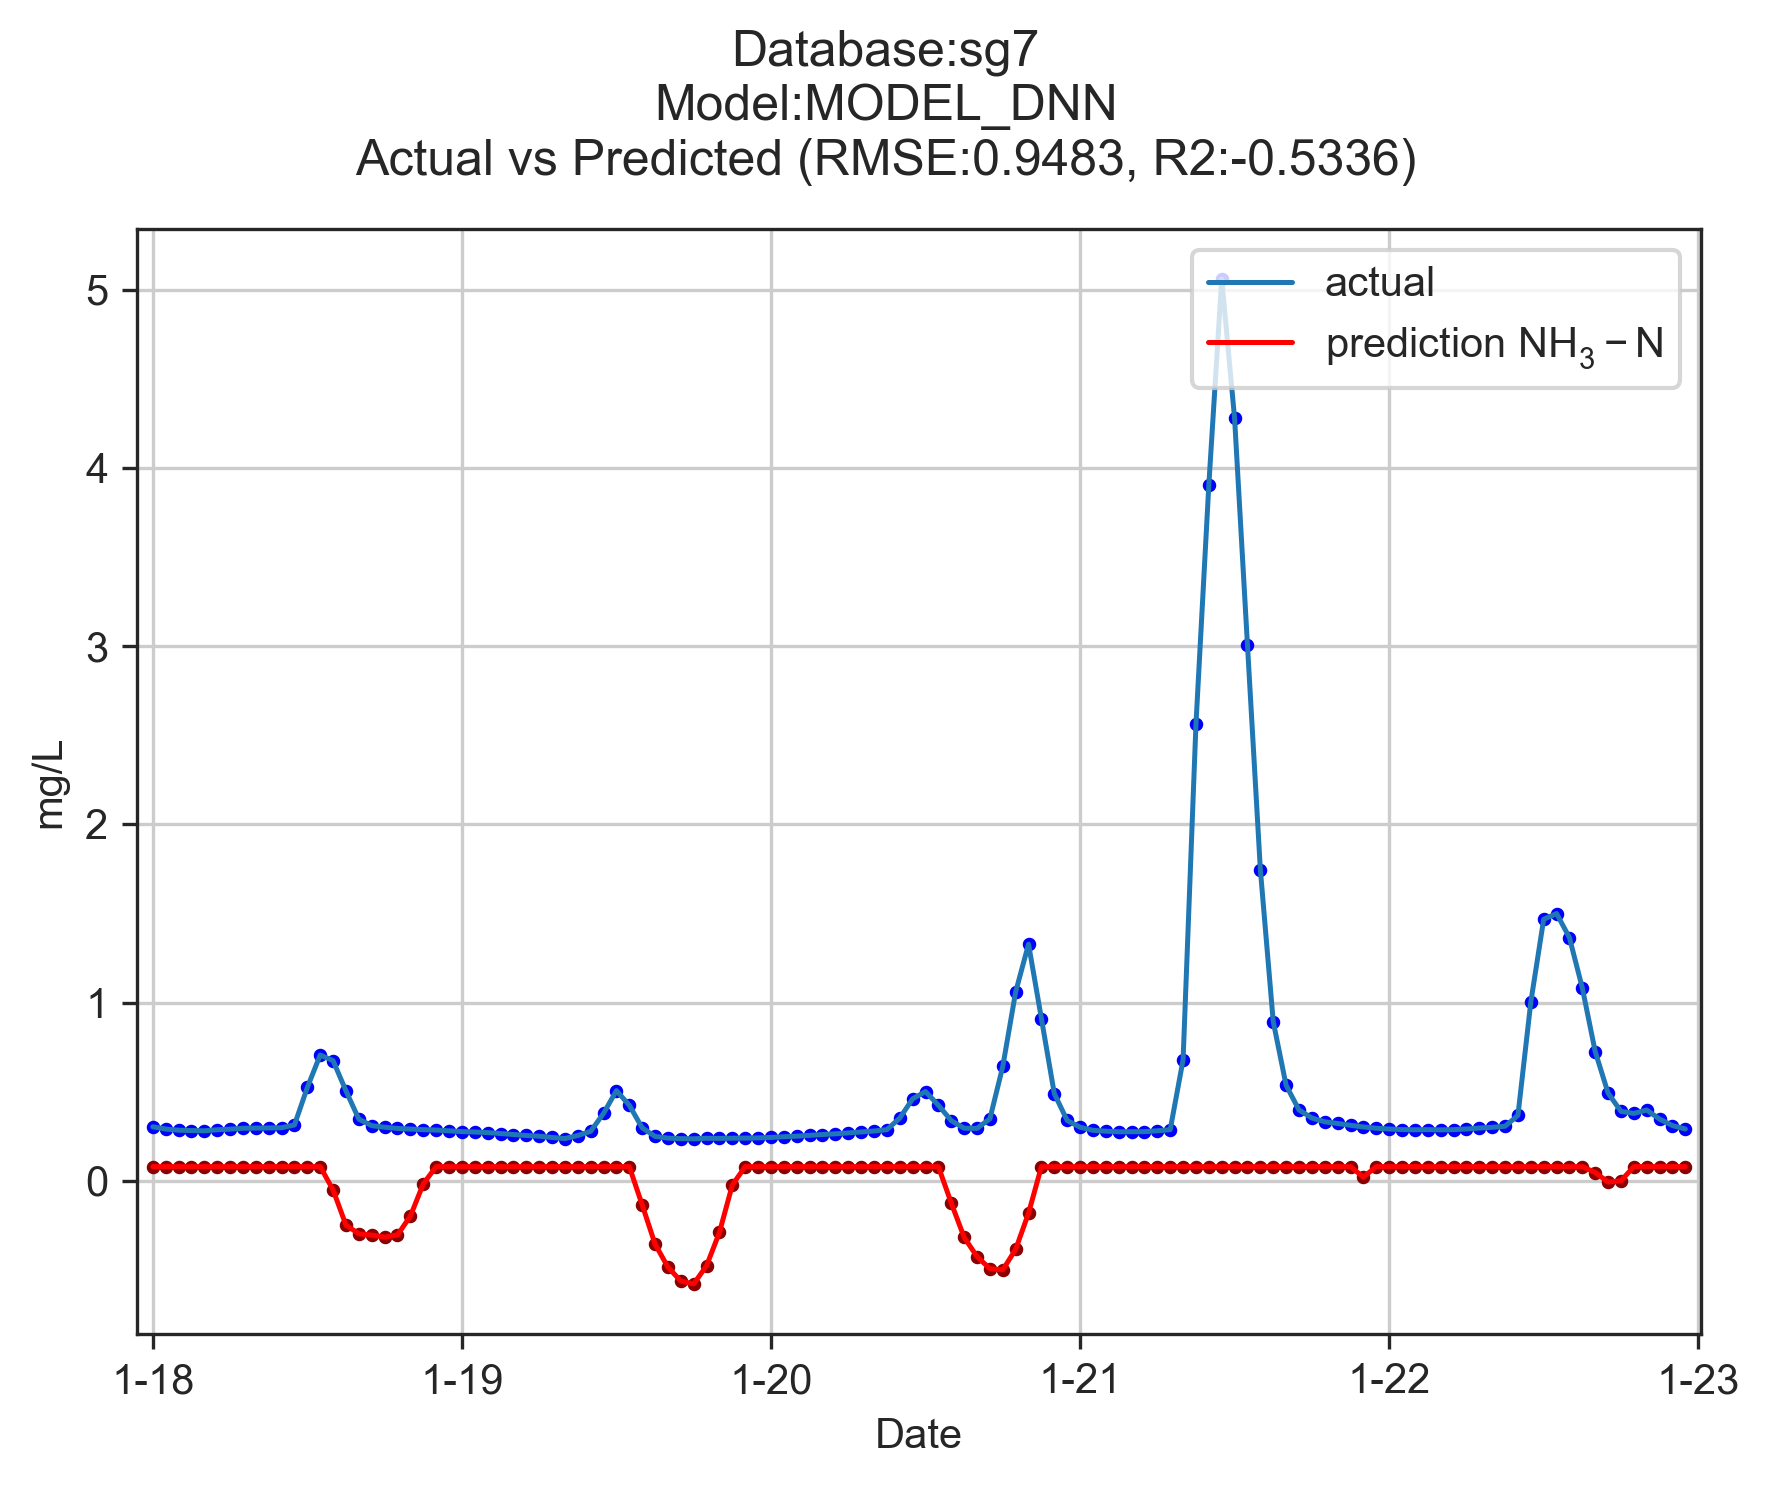 Database:sg7
Model:MODEL_DNN
Actual vs Predicted (RMSE:0.9483, R2:-0.5336)
actual
prediction NH₃ − N
5
4
3
2
1
0
mg/L
1-18 1-19 1-20 1-21 1-22 1-23
Date